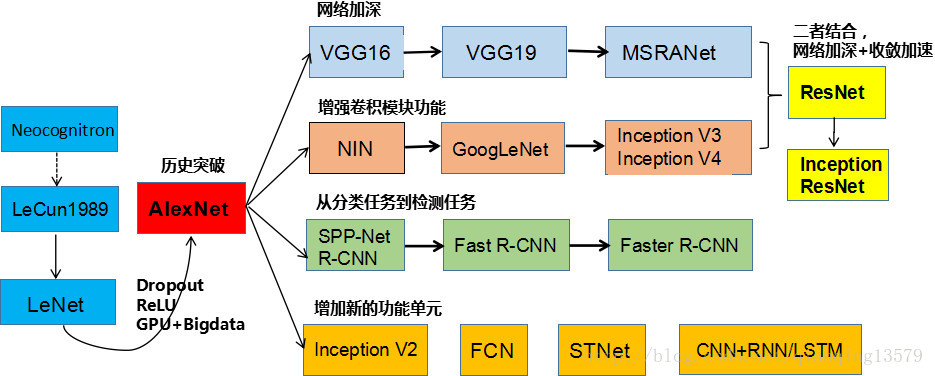 网络加深
VGG16
VGG19
MSRANet
二者结合，
网络加深+收敛加速
ResNet
Inception
ResNet
增强卷积模块功能
NIN
GoogLeNet
Inception V3
Inception V4
Neocognitron
LeCun1989
LeNet
历史突破
AlexNet
Dropout
ReLU
GPU+Bigdata
从分类任务到检测任务
SPP-Net
R-CNN
Fast R-CNN
Faster R-CNN
增加新的功能单元
Inception V2
FCN
STNet
CNN+RNN/LSTM